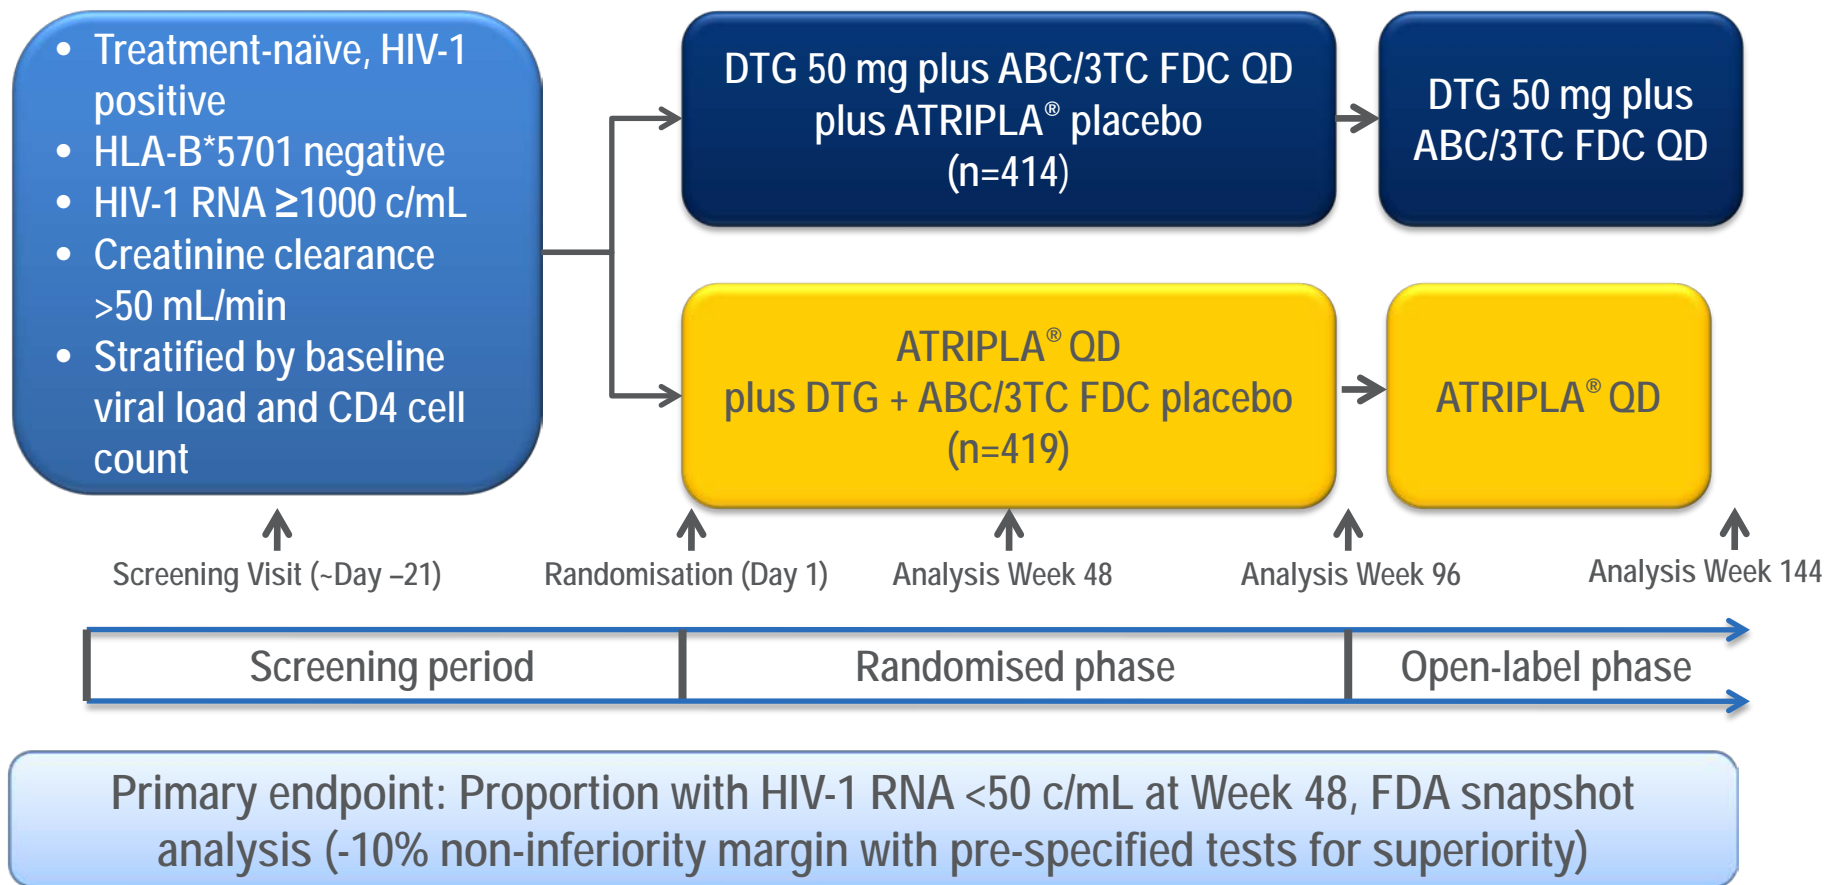 • Treatment-naïve, HIV-1
positive
• HLA-B*5701 negative
• HIV-1 RNA ≥1000 c/mL
• Creatinine clearance
>50 mL/min
• Stratified by baseline
viral load and CD4 cell
count
DTG 50 mg plus ABC/3TC FDC QD
plus ATRIPLA® placebo
(n=414)
DTG 50 mg plus
ABC/3TC FDC QD
ATRIPLA® QD
plus DTG + ABC/3TC FDC placebo
(n=419)
ATRIPLA® QD
Screening Visit (~Day –21)
Randomisation (Day 1)
Analysis Week 48
Analysis Week 96
Analysis Week 144
Screening period
Randomised phase
Open-label phase
Primary endpoint: Proportion with HIV-1 RNA <50 c/mL at Week 48, FDA snapshot
analysis (-10% non-inferiority margin with pre-specified tests for superiority)